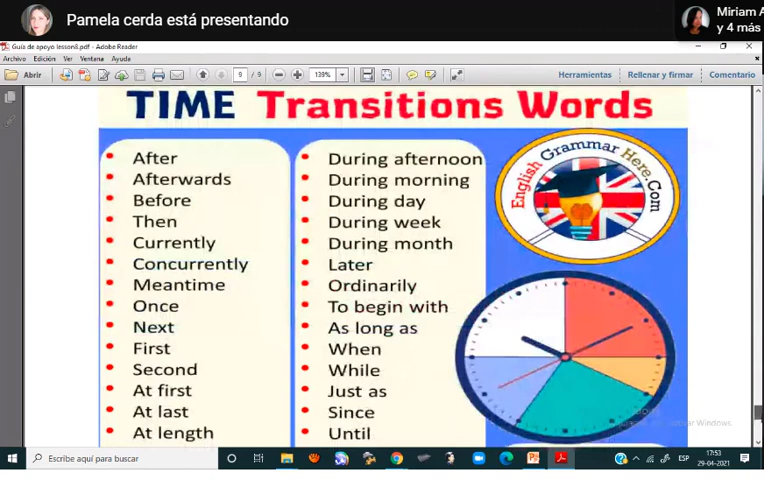 Pamela cerda está presentando
Miriam A
y 4 más
Guía de apoyo lesson8.pdf - Adobe Reader
Archivo Edición Ver Ventana Ayuda
Abrir 9 / 9 139% Herramientas Rellenar y firmar Comentario
TIME Transitions Words
After
Afterwards
Before
Then
Currently
Concurrently
Meantime
Once
Next
First
Second
At first
At last
At length
During afternoon
During morning
During day
During week
During month
Later
Ordinarily
To begin with
As long as
When
While
Just as
Since
Until
English Grammar Here.Com
Windows.
Escribe aquí para buscar
ESP
17:53
29-04-2021